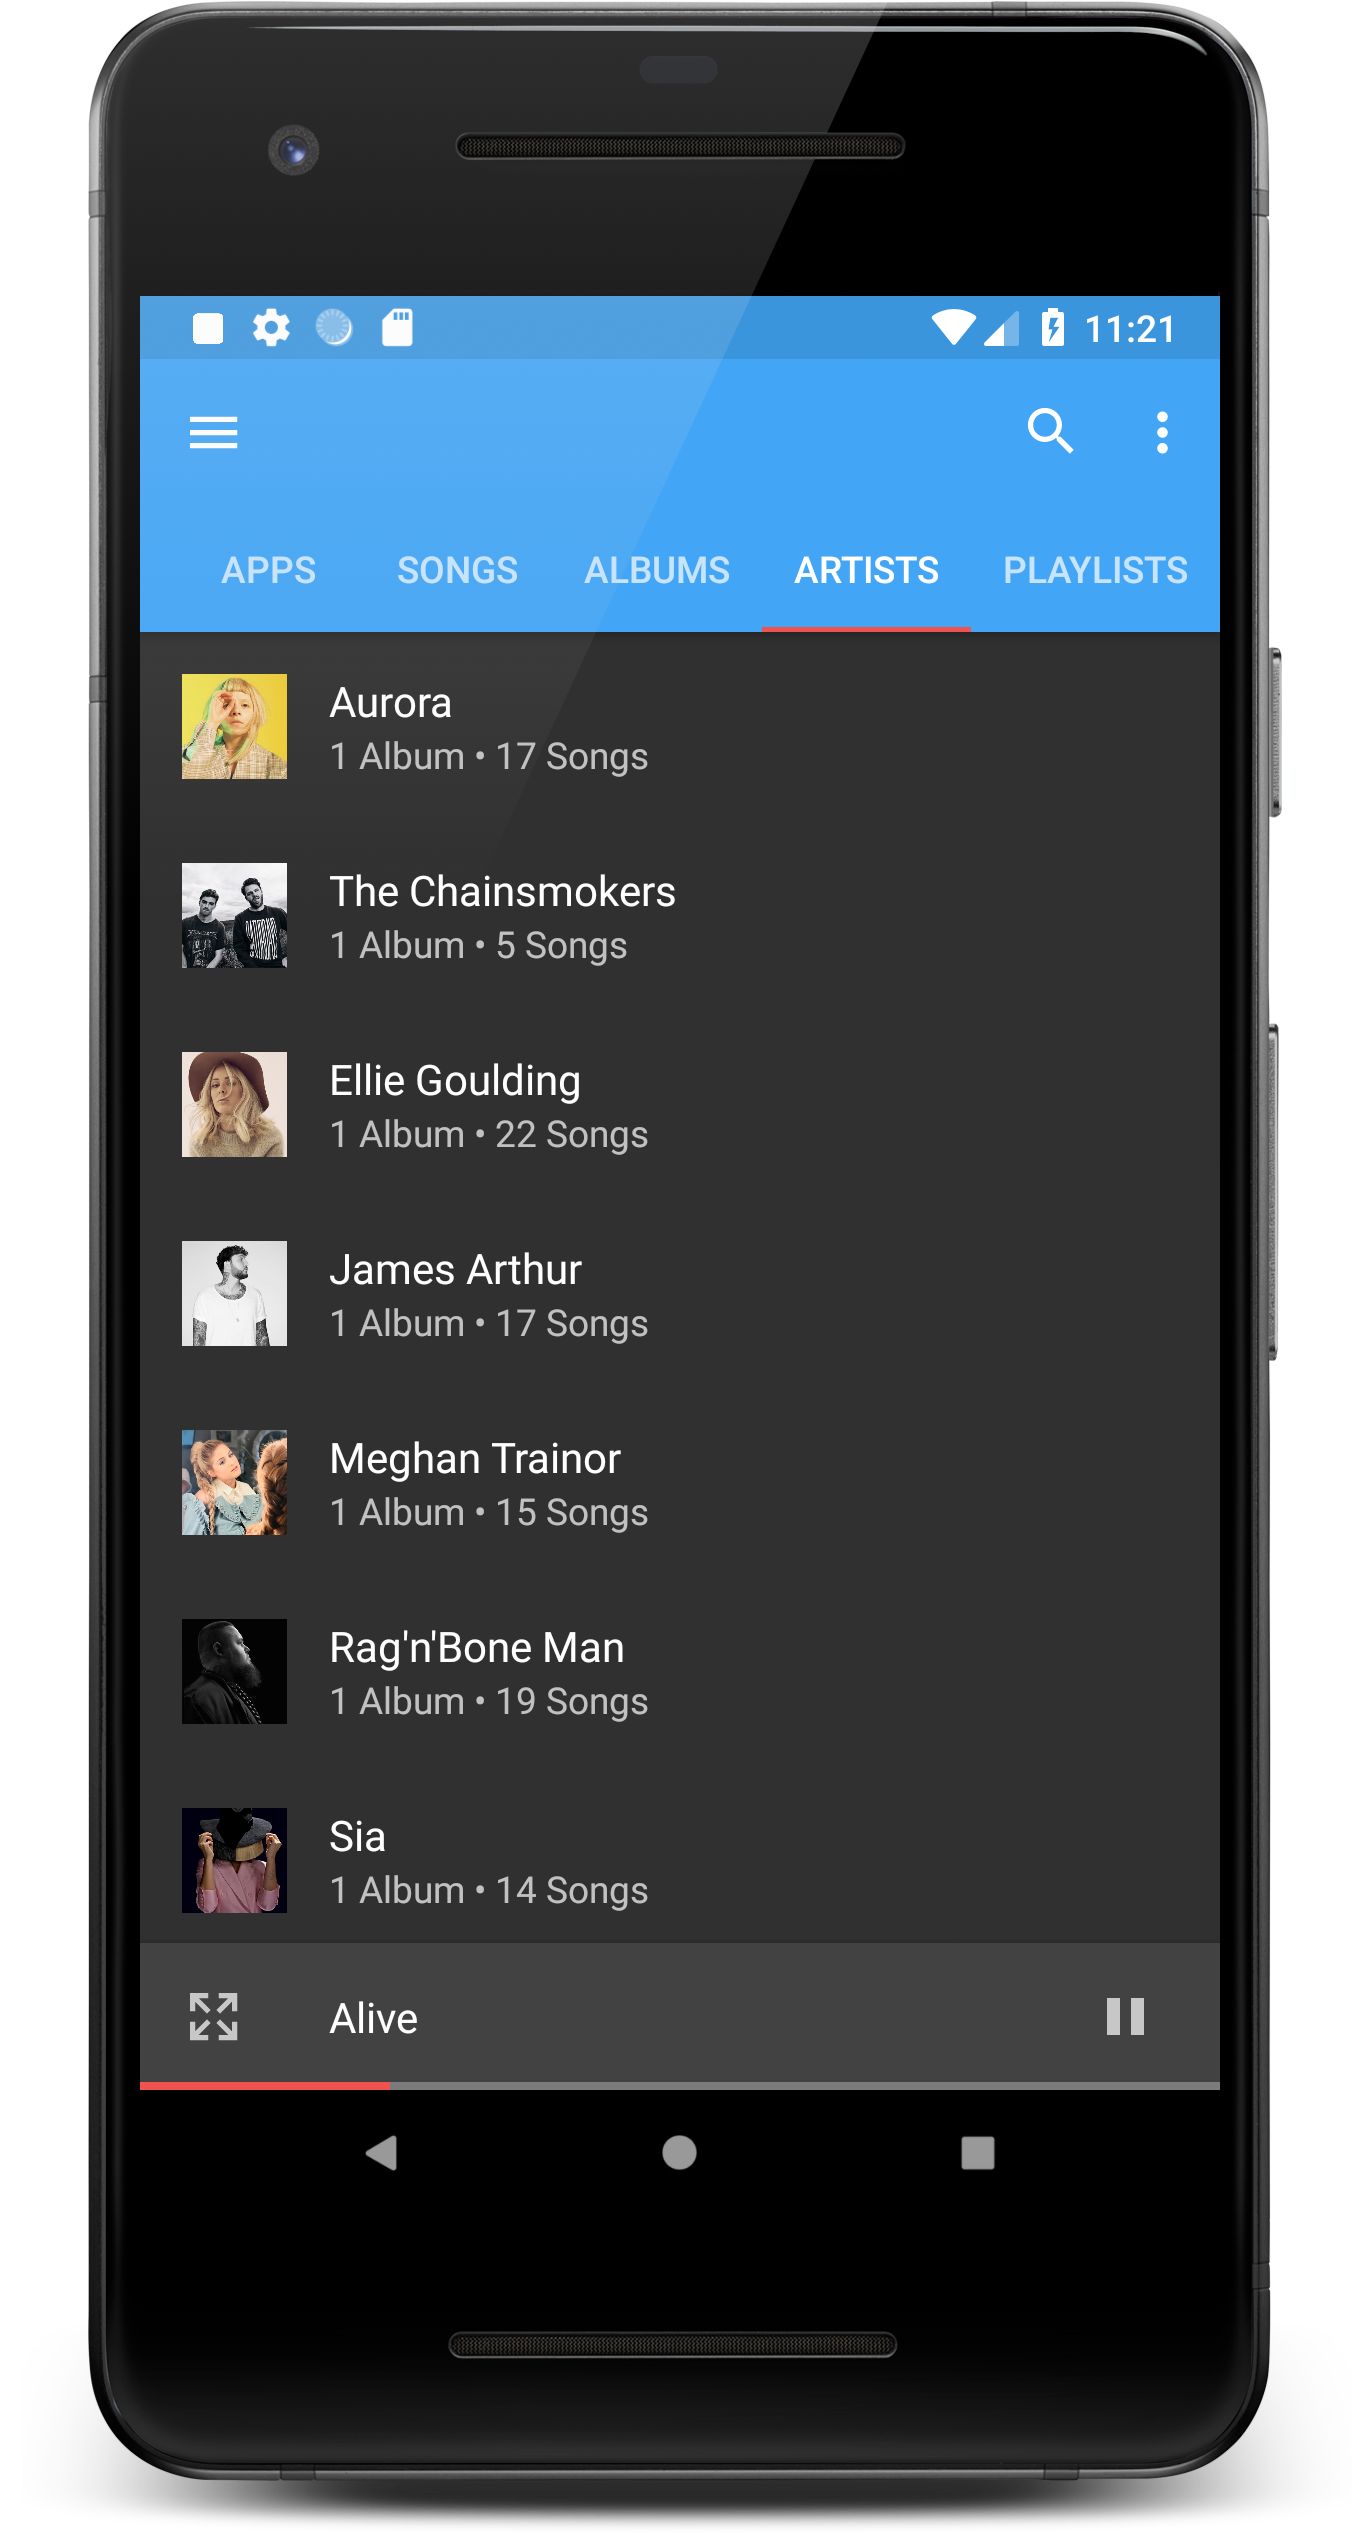 11:21
APPS SONGS ALBUMS ARTISTS PLAYLISTS
Aurora
1 Album • 17 Songs
The Chainsmokers
1 Album • 5 Songs
Ellie Goulding
1 Album • 22 Songs
James Arthur
1 Album • 17 Songs
Meghan Trainor
1 Album • 15 Songs
Rag'n'Bone Man
1 Album • 19 Songs
Sia
1 Album • 14 Songs
Alive